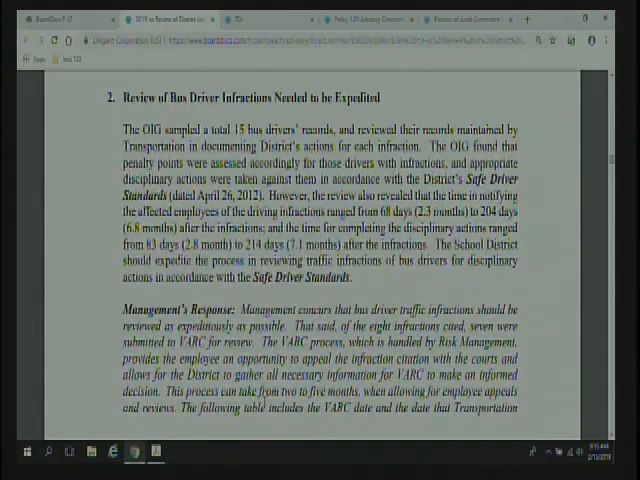 BoardDocs® LT
TDI
Policy 1.03 Advisory Commi
Diligent Corporation [US]
Apps
2. Review of Bus Driver Infractions Needed to be Expedited
The OIG sampled a total 15 bus drivers' records, and reviewed their records maintained by
Transportation in documenting District's actions for each infraction. The OIG found that
penalty points were assessed accordingly for those drivers with infractions, and appropriate
disciplinary actions were taken against them in accordance with the District's Safe Driver
Standards (dated April 26, 2012). However, the review also revealed that the time in notifying
the affected employees of the driving infractions ranged from 68 days (2.3 months) to 204 days
(6.8 months) after the infractions; and the time for completing the disciplinary actions ranged
from 83 days (2.8 month) to 214 days (7.1 months) after the infractions. The School District
should expedite the process in reviewing traffic infractions of bus drivers for disciplinary
actions in accordance with the Safe Driver Standards.
Management's Response: Management concurs that bus driver traffic infractions should be
reviewed as expeditiously as possible. That said, of the eight infractions cited, seven were
submitted to VARC for review. The VARC process, which is handled by Risk Management,
provides the employee an opportunity to appeal the infraction citation with the courts and
allows for the District to gather all necessary information for VARC to make an informed
decision. This process can take from two to five months, when allowing for employee appeals
and reviews. The following table includes the VARC date and the date that Transportation